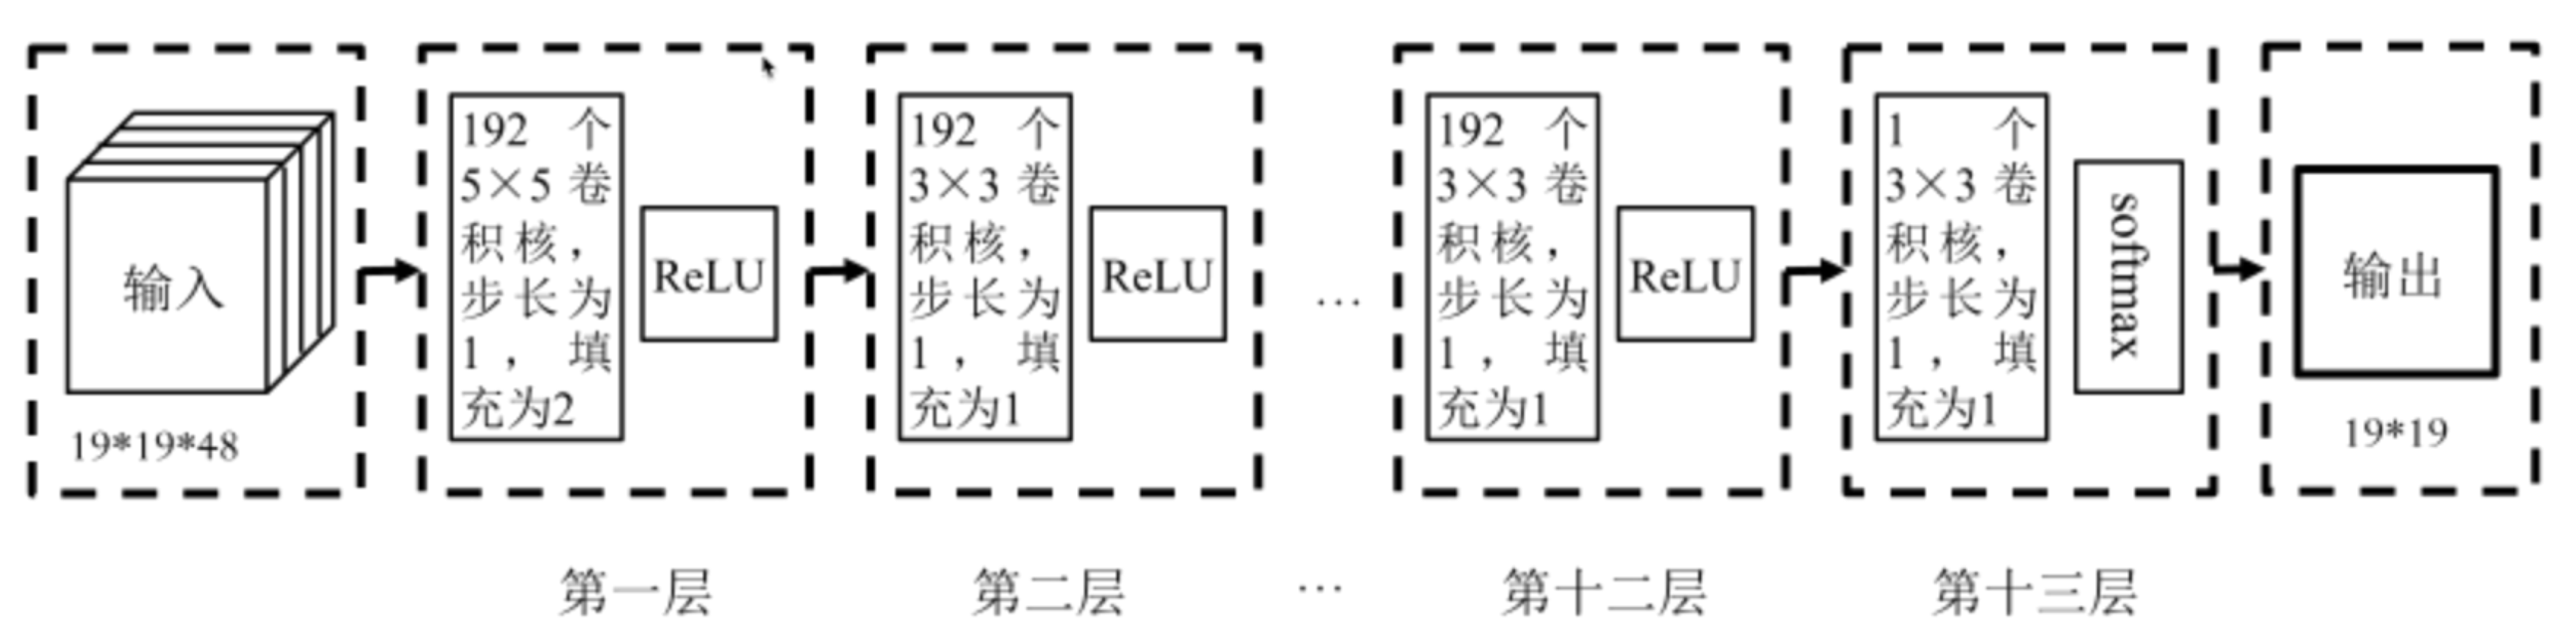 输入
19*19*48
192 个
5×5 卷
积核，
步长为
1，填
充为2
ReLU
第一层
192 个
3×3 卷
积核，
步长为
1，填
充为1
ReLU
第二层
…
…
192 个
3×3 卷
积核，
步长为
1，填
充为1
ReLU
第十二层
1 个
3×3 卷
积核，
步长为
1，填
充为1
softmax
第十三层
输出
19*19